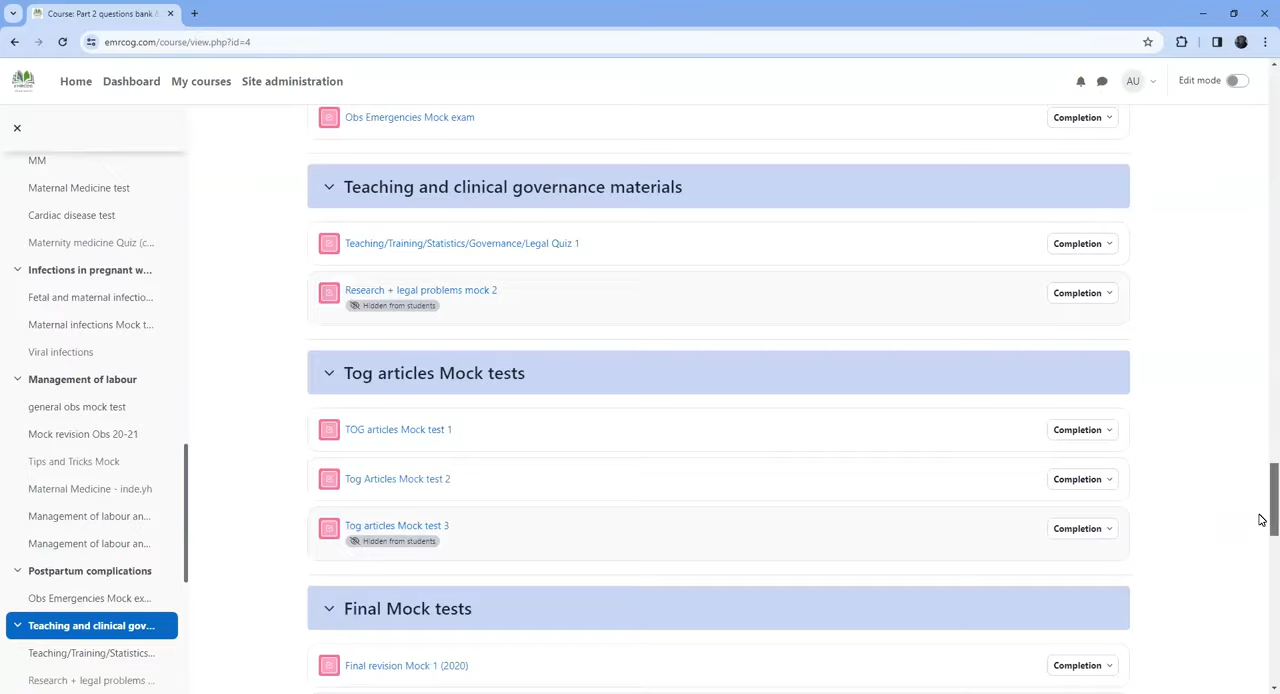 Course: Part 2 questions bank &
emrcog.com/course/view.php?id=4
Home Dashboard My courses Site administration
AU
Edit mode
MM
Maternal Medicine test
Cardiac disease test
Maternity medicine Quiz (c...
Infections in pregnant w...
Fetal and maternal infectio...
Maternal infections Mock t...
Viral infections
Management of labour
general obs mock test
Mock revision Obs 20-21
Tips and Tricks Mock
Maternal Medicine - inde.yh
Management of labour an...
Management of labour an...
Postpartum complications
Obs Emergencies Mock ex...
Teaching and clinical gov...
Teaching/Training/Statistics...
Research + legal problems ...
Obs Emergencies Mock exam
Completion
Teaching and clinical governance materials
Teaching/Training/Statistics/Governance/Legal Quiz 1
Completion
Research + legal problems mock 2
Hidden from students
Completion
Tog articles Mock tests
TOG articles Mock test 1
Completion
Tog Articles Mock test 2
Completion
Tog articles Mock test 3
Hidden from students
Completion
Final Mock tests
Final revision Mock 1 (2020)
Completion